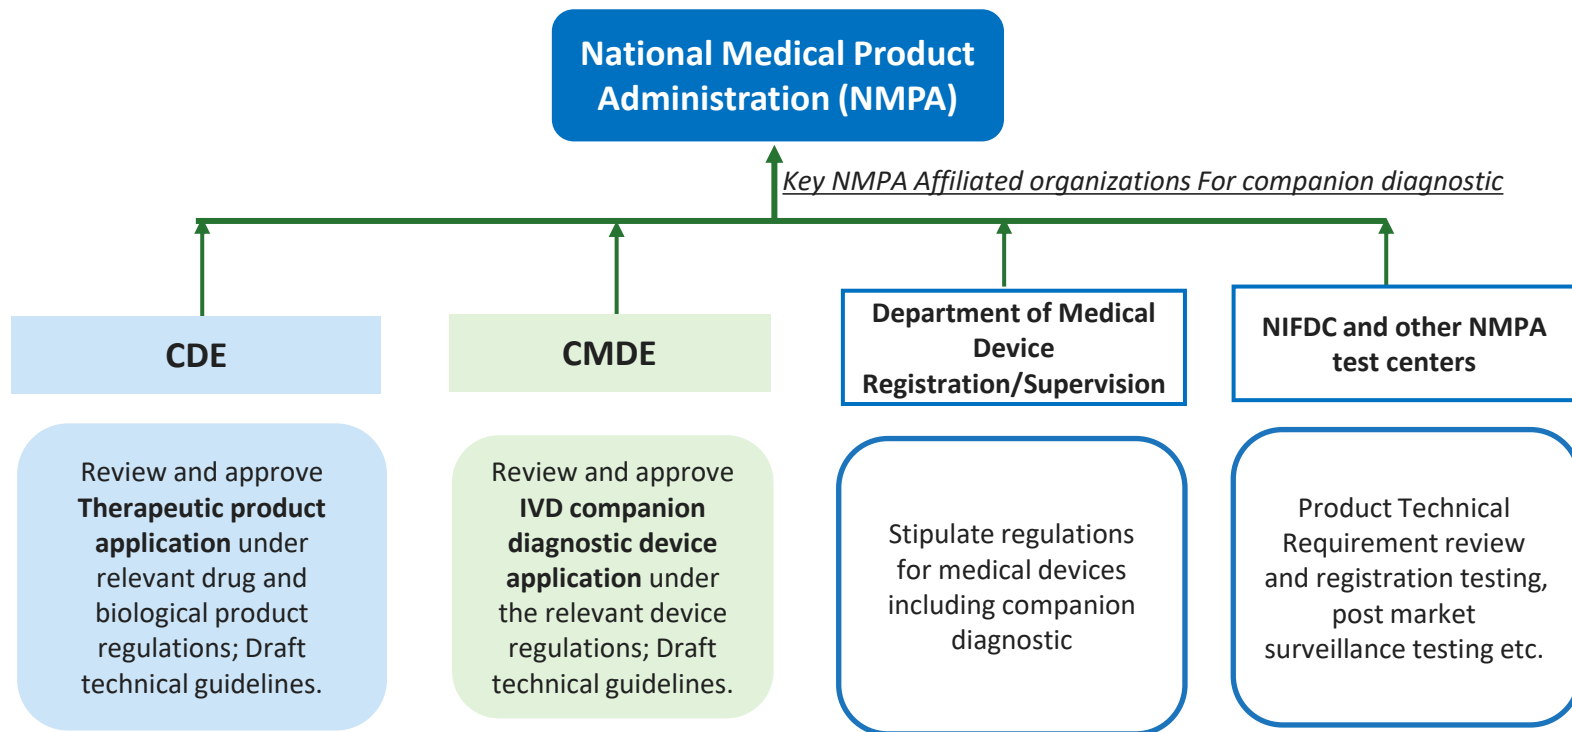 National Medical Product
Administration (NMPA)
Key NMPA Affiliated organizations For companion diagnostic
CDE
CMDE
Department of Medical
Device
Registration/Supervision
NIFDC and other NMPA
test centers
Review and approve
Therapeutic product
application under
relevant drug and
biological product
regulations; Draft
technical guidelines.
Review and approve
IVD companion
diagnostic device
application under
the relevant device
regulations; Draft
technical guidelines.
Stipulate regulations
for medical devices
including companion
diagnostic
Product Technical
Requirement review
and registration testing,
post market
surveillance testing etc.